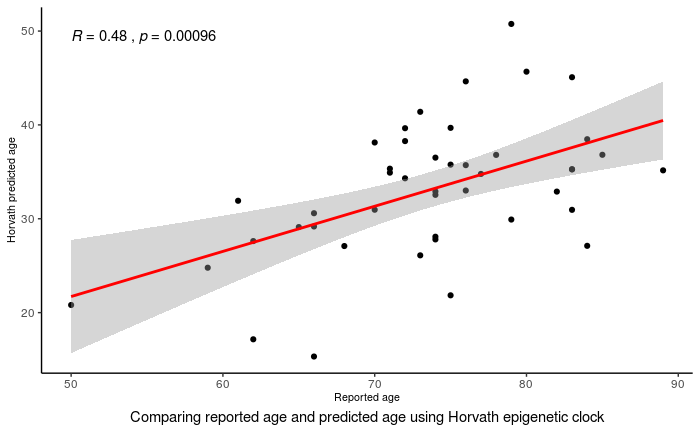 R = 0.48 , p = 0.00096
50
40
30
20
Horvath predicted age
50 60 70 80 90
Reported age
Comparing reported age and predicted age using Horvath epigenetic clock